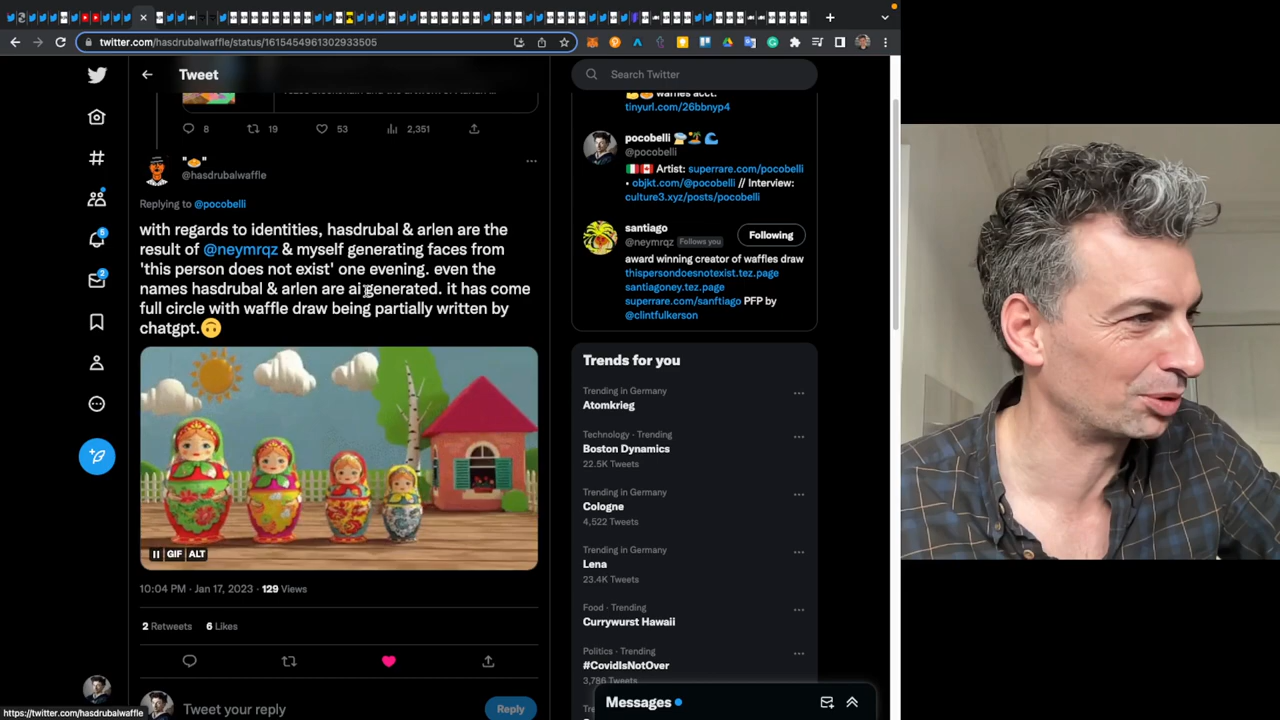 twitter.com/hasdrubalwaffle/status/1615454961302933505
Tweet
Search Twitter
8
19
53
2,351
"🧇"
@hasdrubalwaffle
Replying to @pocobelli
with regards to identities, hasdrubal & arlen are the
result of @neymrqz & myself generating faces from
'this person does not exist' one evening. even the
names hasdrubal & arlen are ai generated. it has come
full circle with waffle draw being partially written by
chatgpt.🙃
GIF
ALT
10:04 PM · Jan 17, 2023 · 129 Views
2 Retweets 6 Likes
Tweet your reply
Reply
tinyurl.com/26bbnyp4
pocobelli
@pocobelli
🇮🇹🇨🇦 Artist: superrare.com/pocobelli
• objkt.com/@pocobelli // Interview:
culture3.xyz/posts/pocobelli
santiago
@neymrqz Follows you
Following
award winning creator of waffles draw
thispersondoesnotexist.tez.page
santiagoney.tez.page
superrare.com/sanftiago PFP by
@clintfulkerson
Trends for you
Trending in Germany
Atomkrieg
Technology · Trending
Boston Dynamics
22.5K Tweets
Trending in Germany
Cologne
4,522 Tweets
Trending in Germany
Lena
23.4K Tweets
Food · Trending
Currywurst Hawaii
Politics · Trending
#CovidIsNotOver
3,786 Tweets
Messages
5
2
https://twitter.com/hasdrubalwaffle